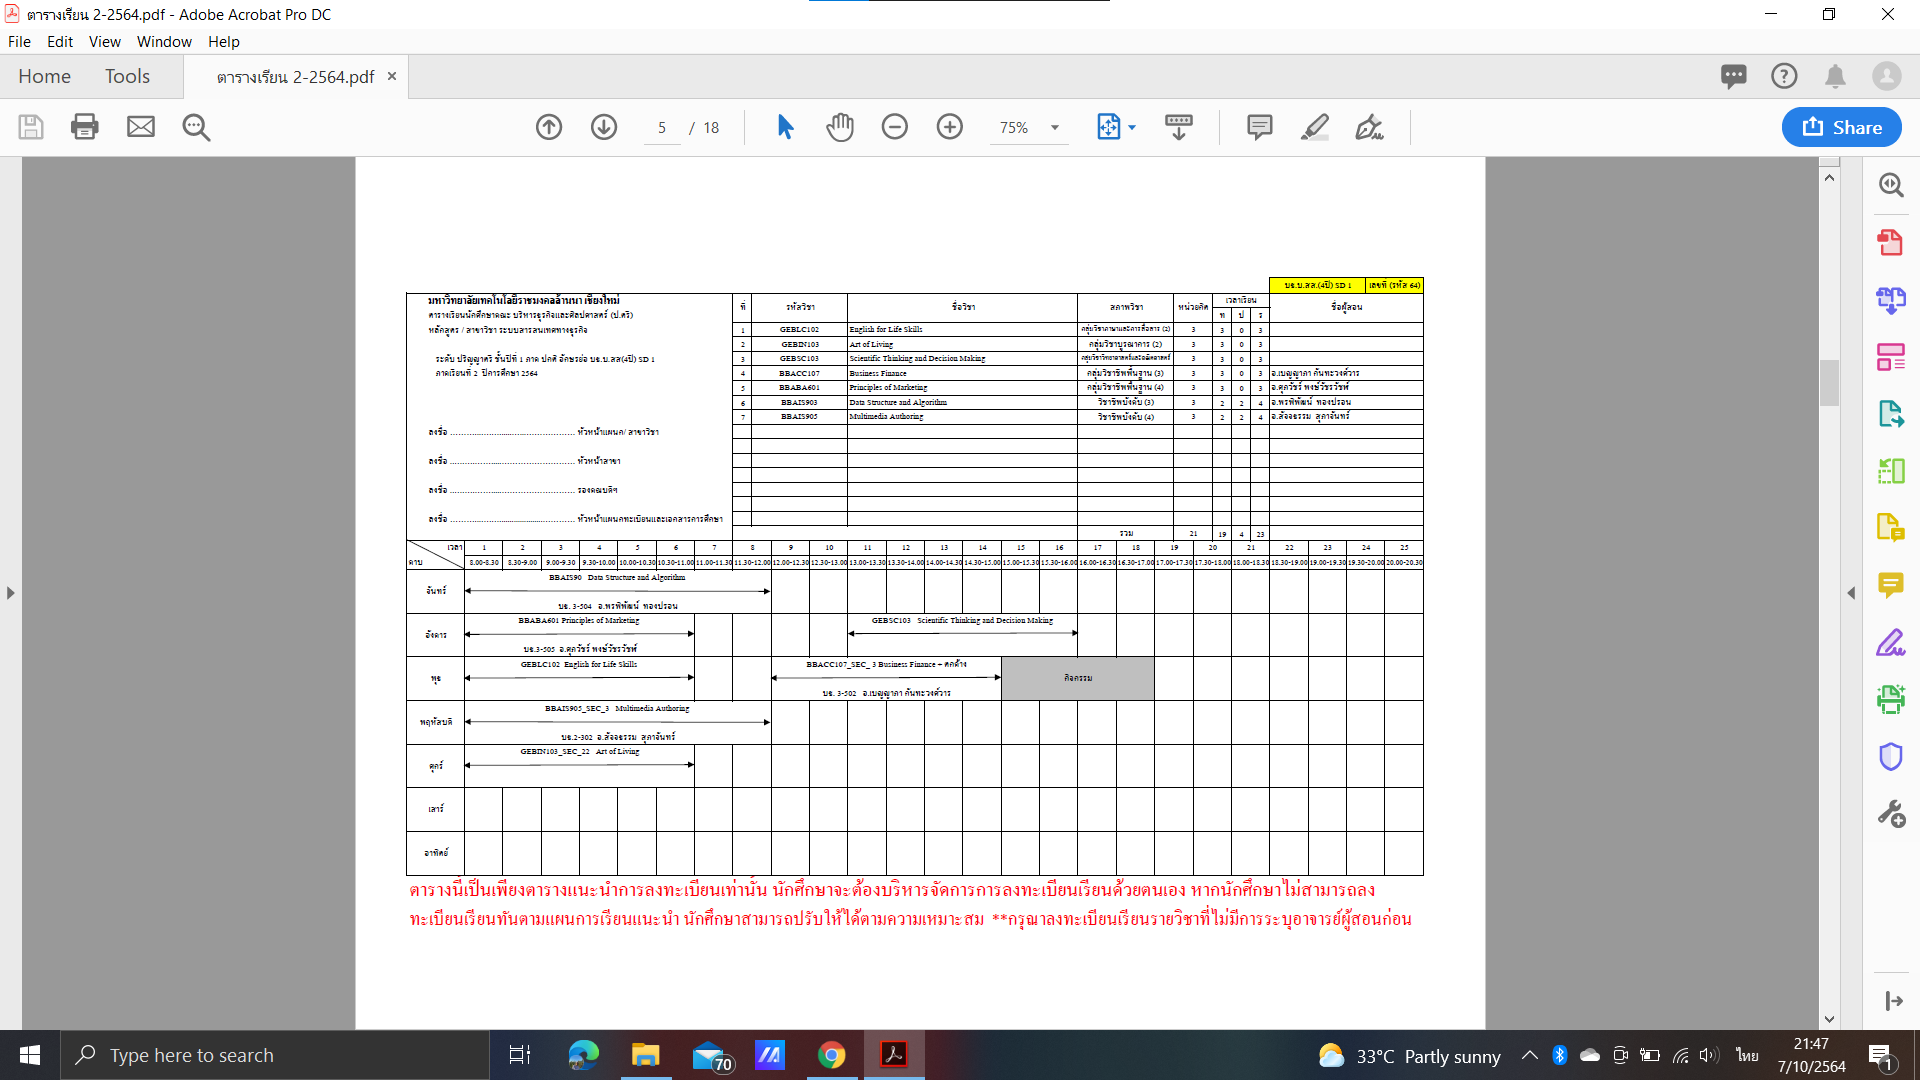 ตารางเรียน 2-2564.pdf - Adobe Acrobat Pro DC
File Edit View Window Help
Home Tools ตารางเรียน 2-2564.pdf ×
5 / 18 75% Share
บธ.บ.สส.(4ปี) SD 1 เลขที่ (รหัส 64)
มหาวิทยาลัยเทคโนโลยีราชมงคลล้านนา เชียงใหม่
ตารางเรียนนักศึกษาคณะ บริหารธุรกิจและศิลปศาสตร์ (ป.ตรี)
หลักสูตร / สาขาวิชา ระบบสารสนเทศทางธุรกิจ
ระดับ ปริญญาตรี ชั้นปีที่ 1 ภาค ปกติ อักษรย่อ บธ.บ.สส(4ปี) SD 1
ภาคเรียนที่ 2 ปีการศึกษา 2564
ลงชื่อ ........................................ หัวหน้าแผนก/ สาขาวิชา
ลงชื่อ ........................................ หัวหน้าสาขา
ลงชื่อ ........................................ รองคณบดีฯ
ลงชื่อ ........................................ หัวหน้าแผนกทะเบียนและเอกสารการศึกษา
ที่ รหัสวิชา ชื่อวิชา สภาพวิชา หน่วยกิต เวลาเรียน ชื่อผู้สอน
ท ป ร
1 GEBLC102 English for Life Skills กลุ่มวิชาภาษาและการสื่อสาร (2) 3 3 0 3
2 GEBIN103 Art of Living กลุ่มวิชาบูรณาการ (2) 3 3 0 3
3 GEBSC103 Scientific Thinking and Decision Making กลุ่มวิชาวิทยาศาสตร์และคณิตศาสตร์ 3 3 0 3
4 BBACC107 Business Finance กลุ่มวิชาชีพพื้นฐาน (3) 3 3 0 3 อ.เบญญาภา กันทะวงศ์วาร
5 BBABA601 Principles of Marketing กลุ่มวิชาชีพพื้นฐาน (4) 3 3 0 3 อ.ศุภวัชร์ พงษ์วัชรวัชห์
6 BBAIS903 Data Structure and Algorithm วิชาชีพบังคับ (3) 3 2 2 4 อ.พรพิพัฒน์ ทองปรอน
7 BBAIS905 Multimedia Authoring วิชาชีพบังคับ (4) 3 2 2 4 อ.สัจจธรรม สุภาจันทร์
รวม 21 19 4 23
เวลา 1 2 3 4 5 6 7 8 9 10 11 12 13 14 15 16 17 18 19 20 21 22 23 24 25
คาบ 8.00-8.30 8.30-9.00 9.00-9.30 9.30-10.00 10.00-10.30 10.30-11.00 11.00-11.30 11.30-12.00 12.00-12.30 12.30-13.00 13.00-13.30 13.30-14.00 14.00-14.30 14.30-15.00 15.00-15.30 15.30-16.00 16.00-16.30 16.30-17.00 17.00-17.30 17.30-18.00 18.00-18.30 18.30-19.00 19.00-19.30 19.30-20.00 20.00-20.30
จันทร์ BBAIS90 Data Structure and Algorithm
บธ. 3-504 อ.พรพิพัฒน์ ทองปรอน
อังคาร BBABA601 Principles of Marketing GEBSC103 Scientific Thinking and Decision Making
บธ.3-505 อ.ศุภวัชร์ พงษ์วัชรวัชห์
พุธ GEBLC102 English for Life Skills BBACC107_SEC_ 3 Business Finance + ตกค้าง กิจกรรม
บธ. 3-502 อ.เบญญาภา กันทะวงศ์วาร
พฤหัสบดี BBAIS905_SEC_3 Multimedia Authoring
บธ.2-302 อ.สัจจธรรม สุภาจันทร์
ศุกร์ GEBIN103_SEC_22 Art of Living
เสาร์
อาทิตย์
ตารางนี้เป็นเพียงตารางแนะนำการลงทะเบียนเท่านั้น นักศึกษาจะต้องบริหารจัดการการลงทะเบียนเรียนด้วยตนเอง หากนักศึกษาไม่สามารถลง
ทะเบียนเรียนทันตามแผนการเรียนแนะนำ นักศึกษาสามารถปรับให้ได้ตามความเหมาะสม **กรุณาลงทะเบียนเรียนรายวิชาที่ไม่มีการระบุอาจารย์ผู้สอนก่อน
Type here to search 70 33°C Partly sunny ไทย 21:47
7/10/2564 1